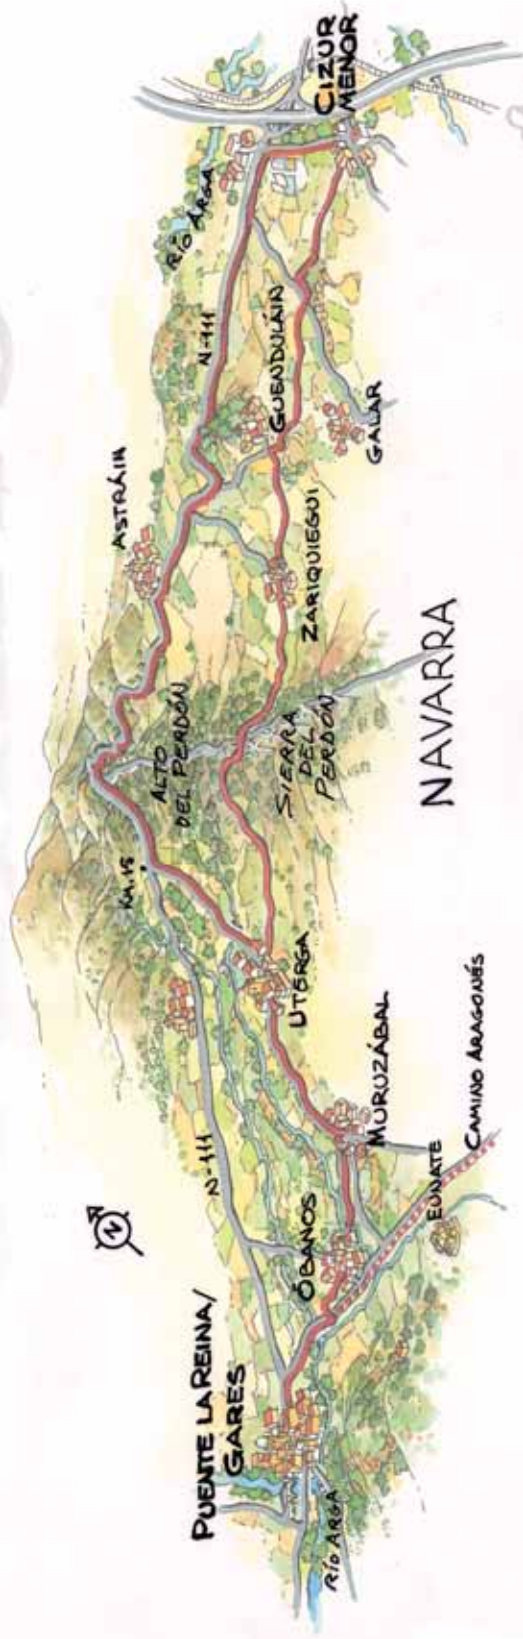 PUENTE LA REINA/
GARES
RÍO ARGA
N-111
ÓBANOS
EUNATE
CAMINO ARAGONÉS
MURUZÁBAL
UTERGA
KM.15
ALTO
DEL PERDÓN
SIERRA
DEL
PERDÓN
NAVARRA
ASTRÁIN
ZARIQUIEGUI
GUENDULÁIN
GALAR
N-111
RÍO ARGA
CIZUR
MENOR
N